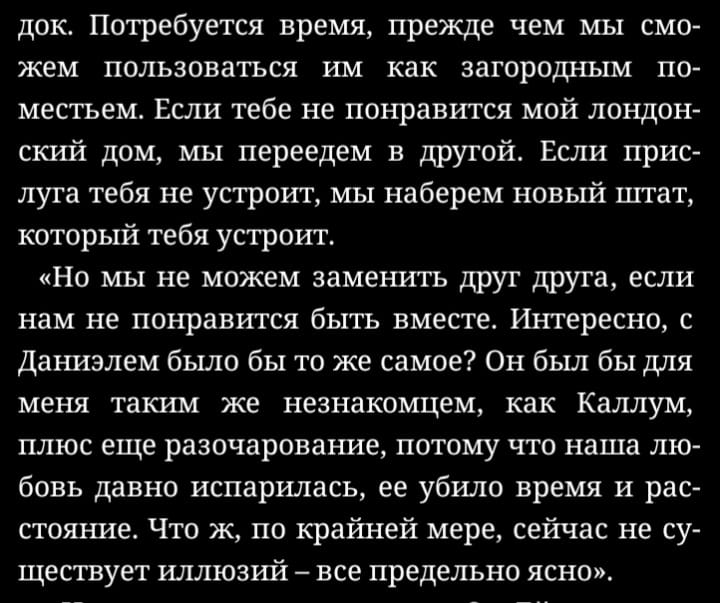 док. Потребуется время, прежде чем мы смо-
жем пользоваться им как загородным по-
местьем. Если тебе не понравится мой лондон-
ский дом, мы переедем в другой. Если прис-
луга тебя не устроит, мы наберем новый штат,
который тебя устроит.
«Но мы не можем заменить друг друга, если
нам не понравится быть вместе. Интересно, с
Даниэлем было бы то же самое? Он был бы для
меня таким же незнакомцем, как Каллум,
плюс еще разочарование, потому что наша лю-
бовь давно испарилась, ее убило время и рас-
стояние. Что ж, по крайней мере, сейчас не су-
ществует иллюзий – все предельно ясно».